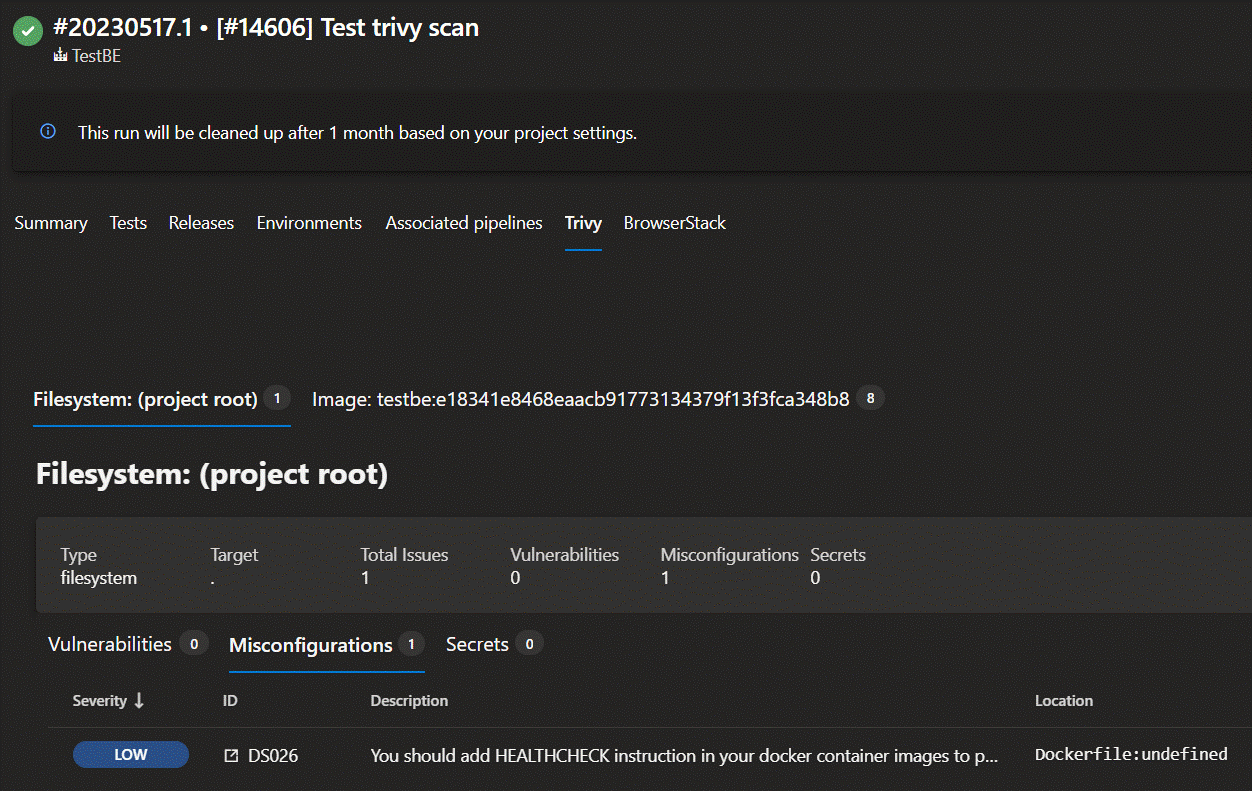 #20230517.1 • [#14606] Test trivy scan
TestBE
This run will be cleaned up after 1 month based on your project settings.
Summary Tests Releases Environments Associated pipelines Trivy BrowserStack
Filesystem: (project root) 1 Image: testbe:e18341e8468eaacb91773134379f13f3fca348b8 8
Filesystem: (project root)
Type Target Total Issues Vulnerabilities Misconfigurations Secrets
filesystem . 1 0 1 0
Vulnerabilities 0 Misconfigurations 1 Secrets 0
Severity ↓ ID Description Location
LOW DS026 You should add HEALTHCHECK instruction in your docker container images to p... Dockerfile:undefined